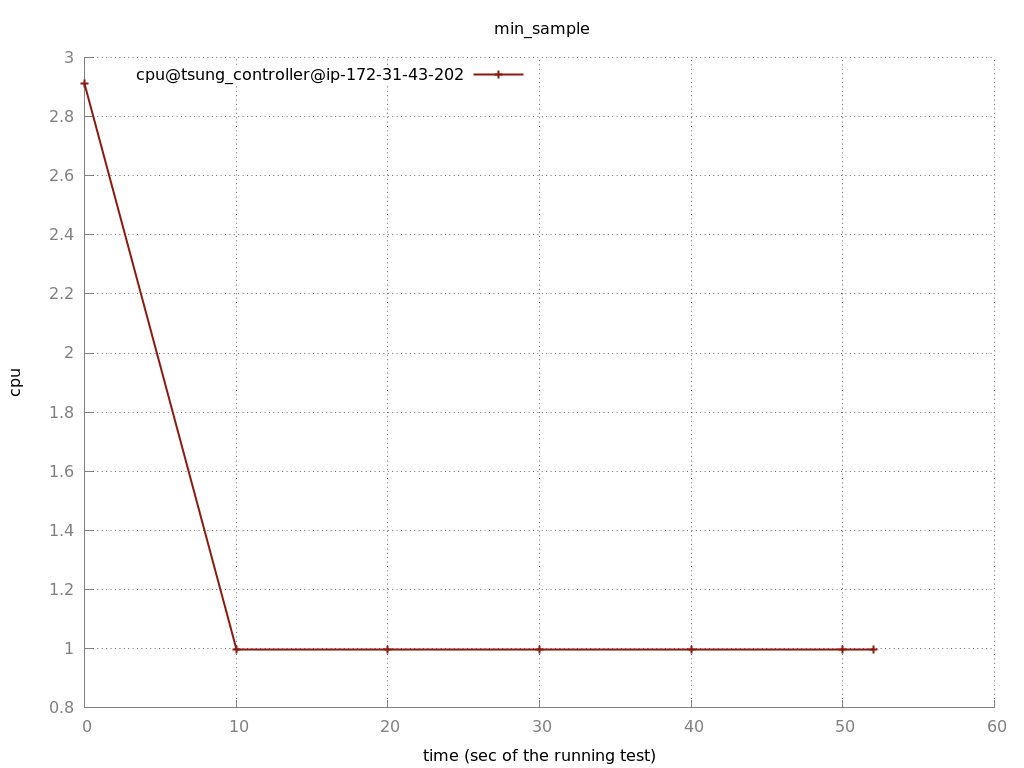 min_sample
cpu@tsung_controller@ip-172-31-43-202
3
2.8
2.6
2.4
2.2
2
1.8
1.6
1.4
1.2
1
0.8
cpu
0 10 20 30 40 50 60
time (sec of the running test)